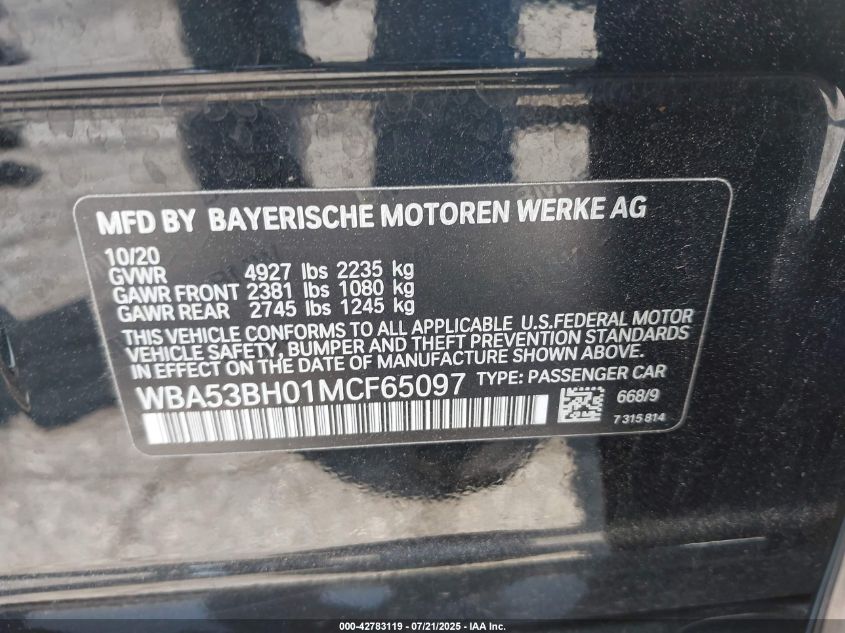 MFD BY BAYERISCHE MOTOREN WERKE AG
10/20
GVWR 4927 lbs 2235 kg
GAWR FRONT 2381 lbs 1080 kg
GAWR REAR 2745 lbs 1245 kg
THIS VEHICLE CONFORMS TO ALL APPLICABLE U.S.FEDERAL MOTOR
VEHICLE SAFETY, BUMPER AND THEFT PREVENTION STANDARDS
IN EFFECT ON THE DATE OF MANUFACTURE SHOWN ABOVE.
WBA53BH01MCF65097 TYPE: PASSENGER CAR
668/9
7 315 814
000-42783119 - 07/21/2025 - IAA Inc.